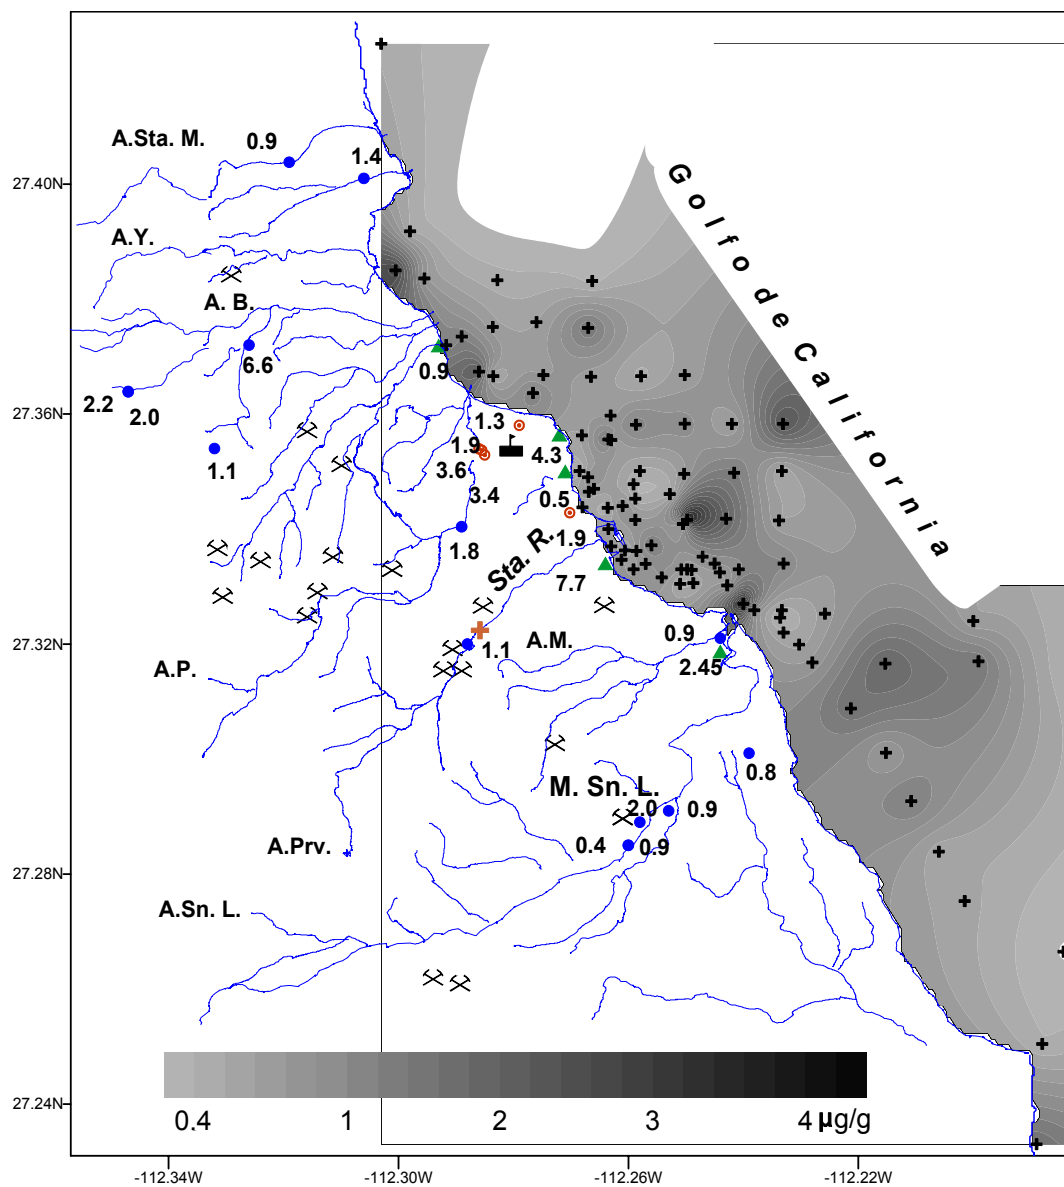 A.Sta. M.
0.9
1.4
27.40N
Golfo de California
A.Y.
A. B.
6.6
0.9
2.2
2.0
27.36N
1.3
1.9
4.3
3.6
1.1
3.4
0.5
1.8
1.9
Sta. R.
7.7
27.32N
A.M.
0.9
1.1
2.45
A.P.
0.8
M. Sn. L.
2.0
0.9
A.Prv.
0.4
0.9
27.28N
A.Sn. L.
27.24N
0.4
1
2
3
4 µg/g
-112.34W
-112.30W
-112.26W
-112.22W